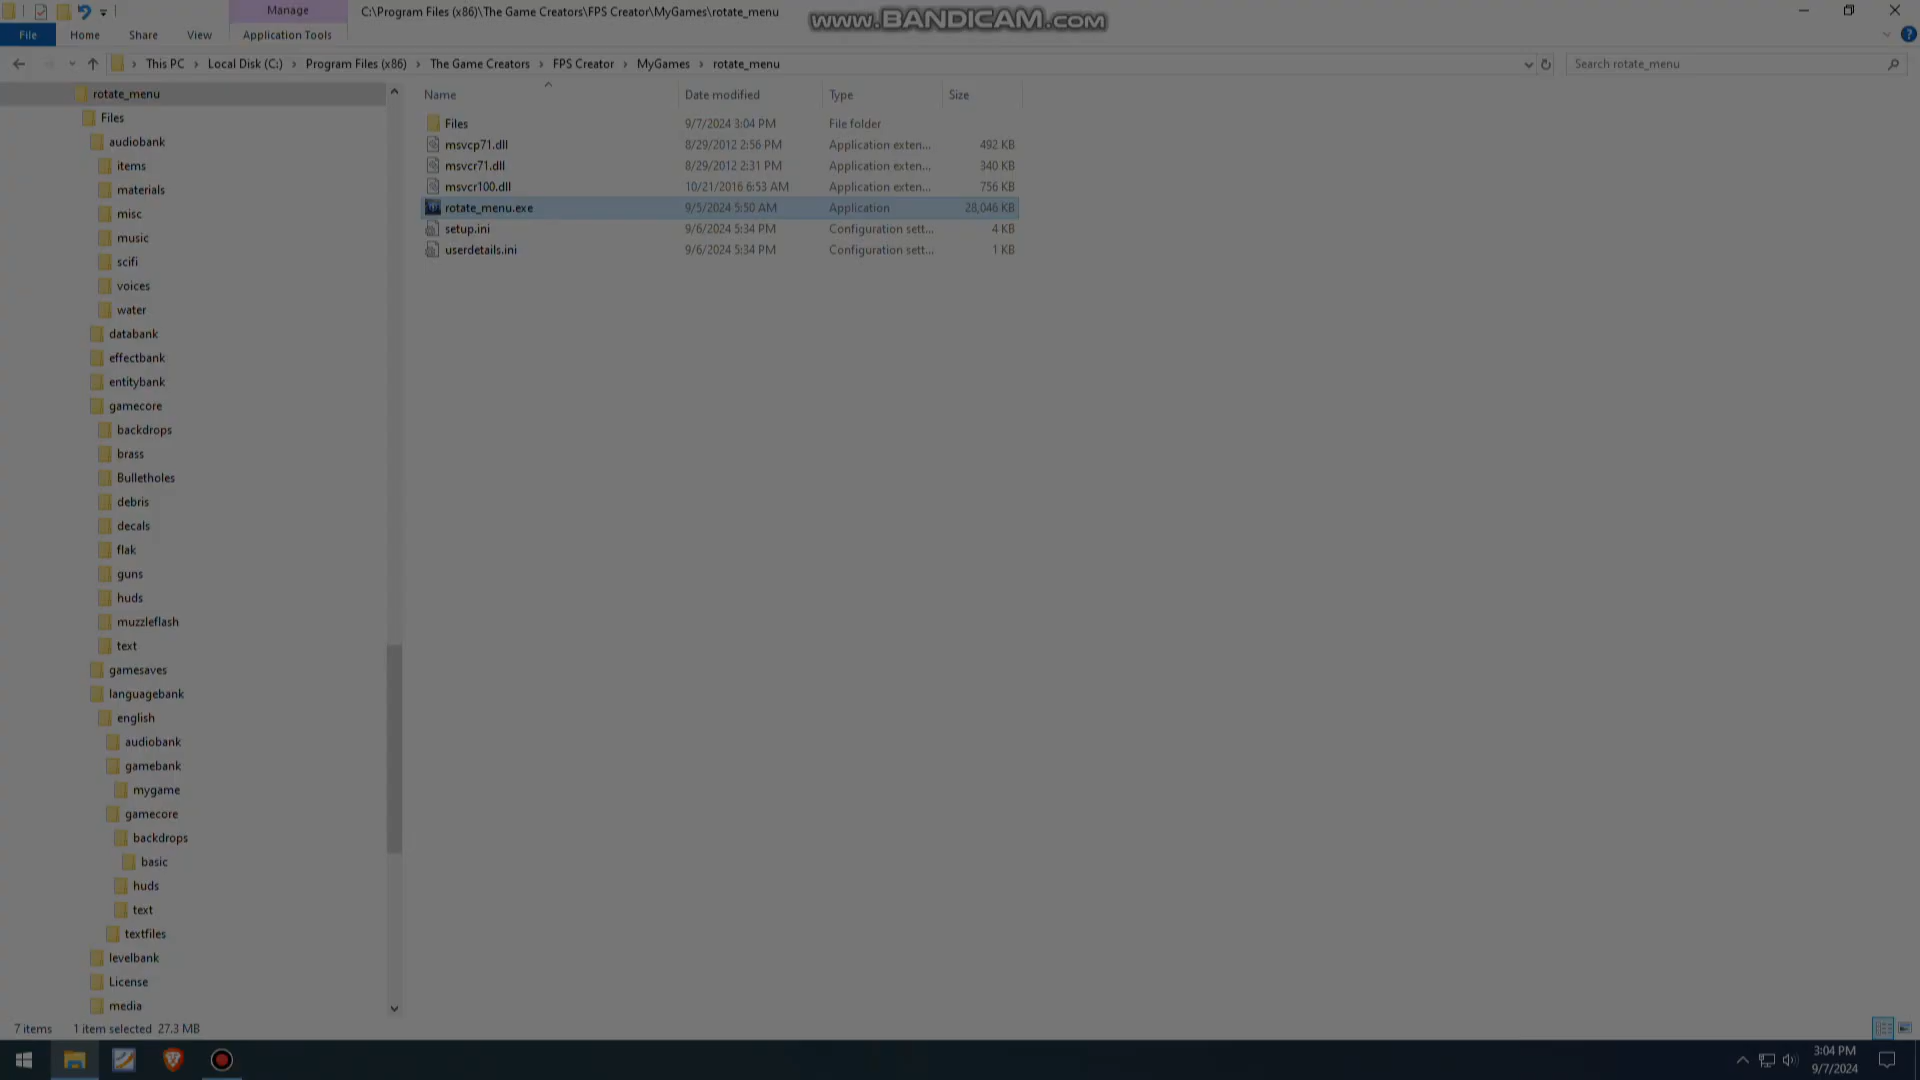 Manage
C:\Program Files (x86)\The Game Creators\FPS Creator\MyGames\rotate_menu
www.BANDICAM.com
File Home Share View Application Tools
This PC Local Disk (C:) Program Files (x86) The Game Creators FPS Creator MyGames rotate_menu
Search rotate_menu
rotate_menu
Files
audiobank
items
materials
misc
music
scifi
voices
water
databank
effectbank
entitybank
gamecore
backdrops
brass
Bulletholes
debris
decals
flak
guns
huds
muzzleflash
text
gamesaves
languagebank
english
audiobank
gamebank
mygame
gamecore
backdrops
basic
huds
text
textfiles
levelbank
License
media
Name Date modified Type Size
Files 9/7/2024 3:04 PM File folder
msvcp71.dll 8/29/2012 2:56 PM Application exten... 492 KB
msvcr71.dll 8/29/2012 2:31 PM Application exten... 340 KB
msvcr100.dll 10/21/2016 6:53 AM Application exten... 756 KB
rotate_menu.exe 9/5/2024 5:50 AM Application 28,046 KB
setup.ini 9/6/2024 5:34 PM Configuration sett... 4 KB
userdetails.ini 9/6/2024 5:34 PM Configuration sett... 1 KB
7 items 1 item selected 27.3 MB
3:04 PM
9/7/2024